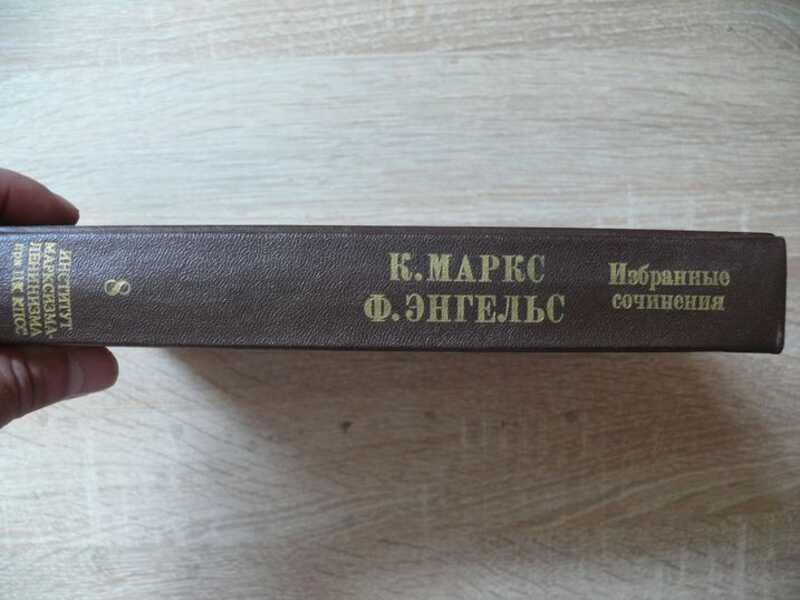 К. МАРКС
Ф. ЭНГЕЛЬС
Избранные
сочинения
8
ИНСТИТУТ
МАРКСИЗМА-
ЛЕНИНИЗМА
при ЦК КПСС